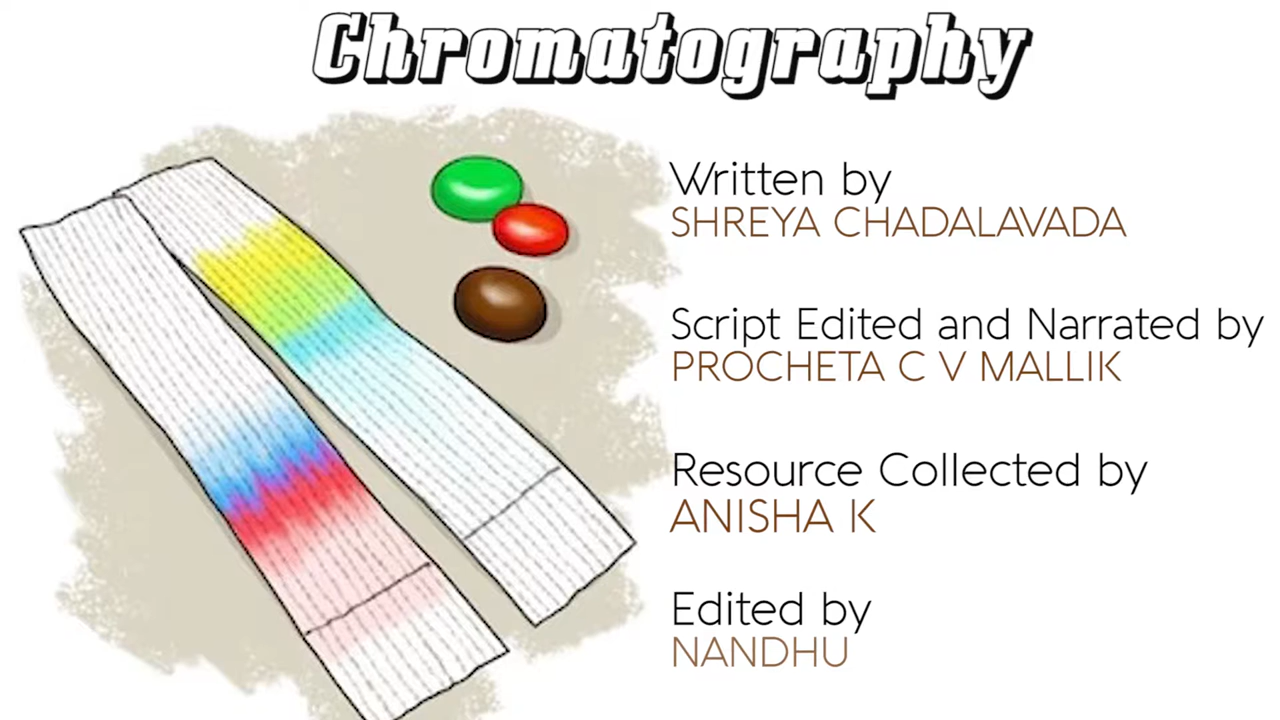 Chromatography
Written by
SHREYA CHADALAVADA
Script Edited and Narrated by
PROCHETA C V MALLIK
Resource Collected by
ANISHA K
Edited by
NANDHU